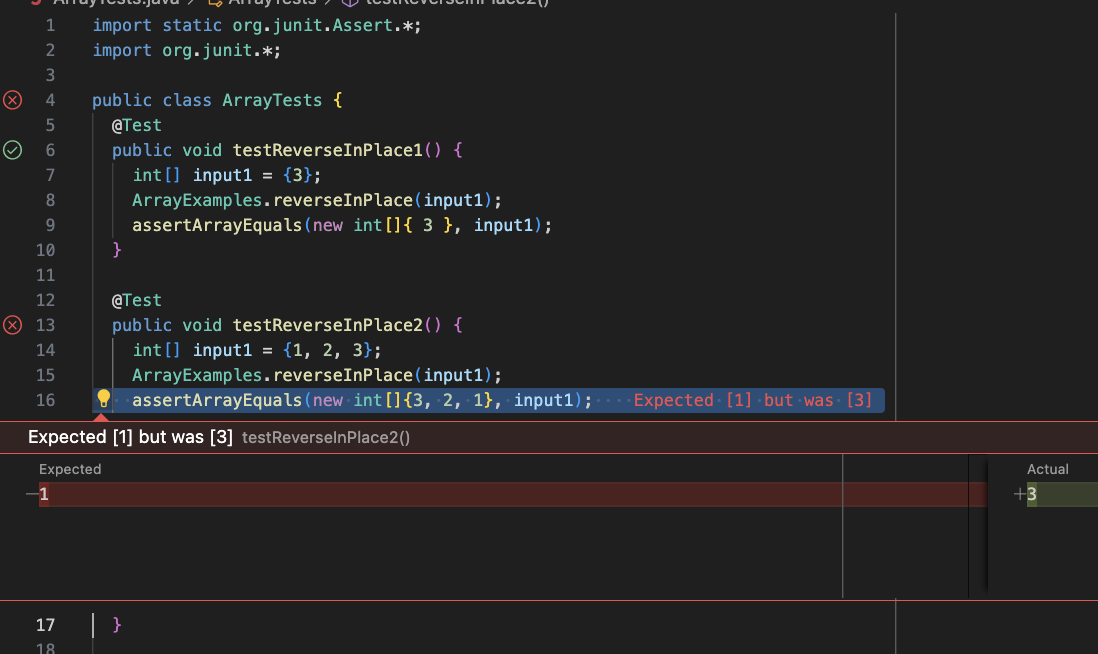 ArrayTests.java > ArrayTests > testReverseInPlace2()
1 import static org.junit.Assert.*;
2 import org.junit.*;
3
4 public class ArrayTests {
5 @Test
6 public void testReverseInPlace1() {
7 int[] input1 = {3};
8 ArrayExamples.reverseInPlace(input1);
9 assertArrayEquals(new int[]{ 3 }, input1);
10 }
11
12 @Test
13 public void testReverseInPlace2() {
14 int[] input1 = {1, 2, 3};
15 ArrayExamples.reverseInPlace(input1);
16 assertArrayEquals(new int[]{3, 2, 1}, input1); Expected [1] but was [3]
Expected [1] but was [3] testReverseInPlace2()
Expected Actual
—1 +3
17 }
18